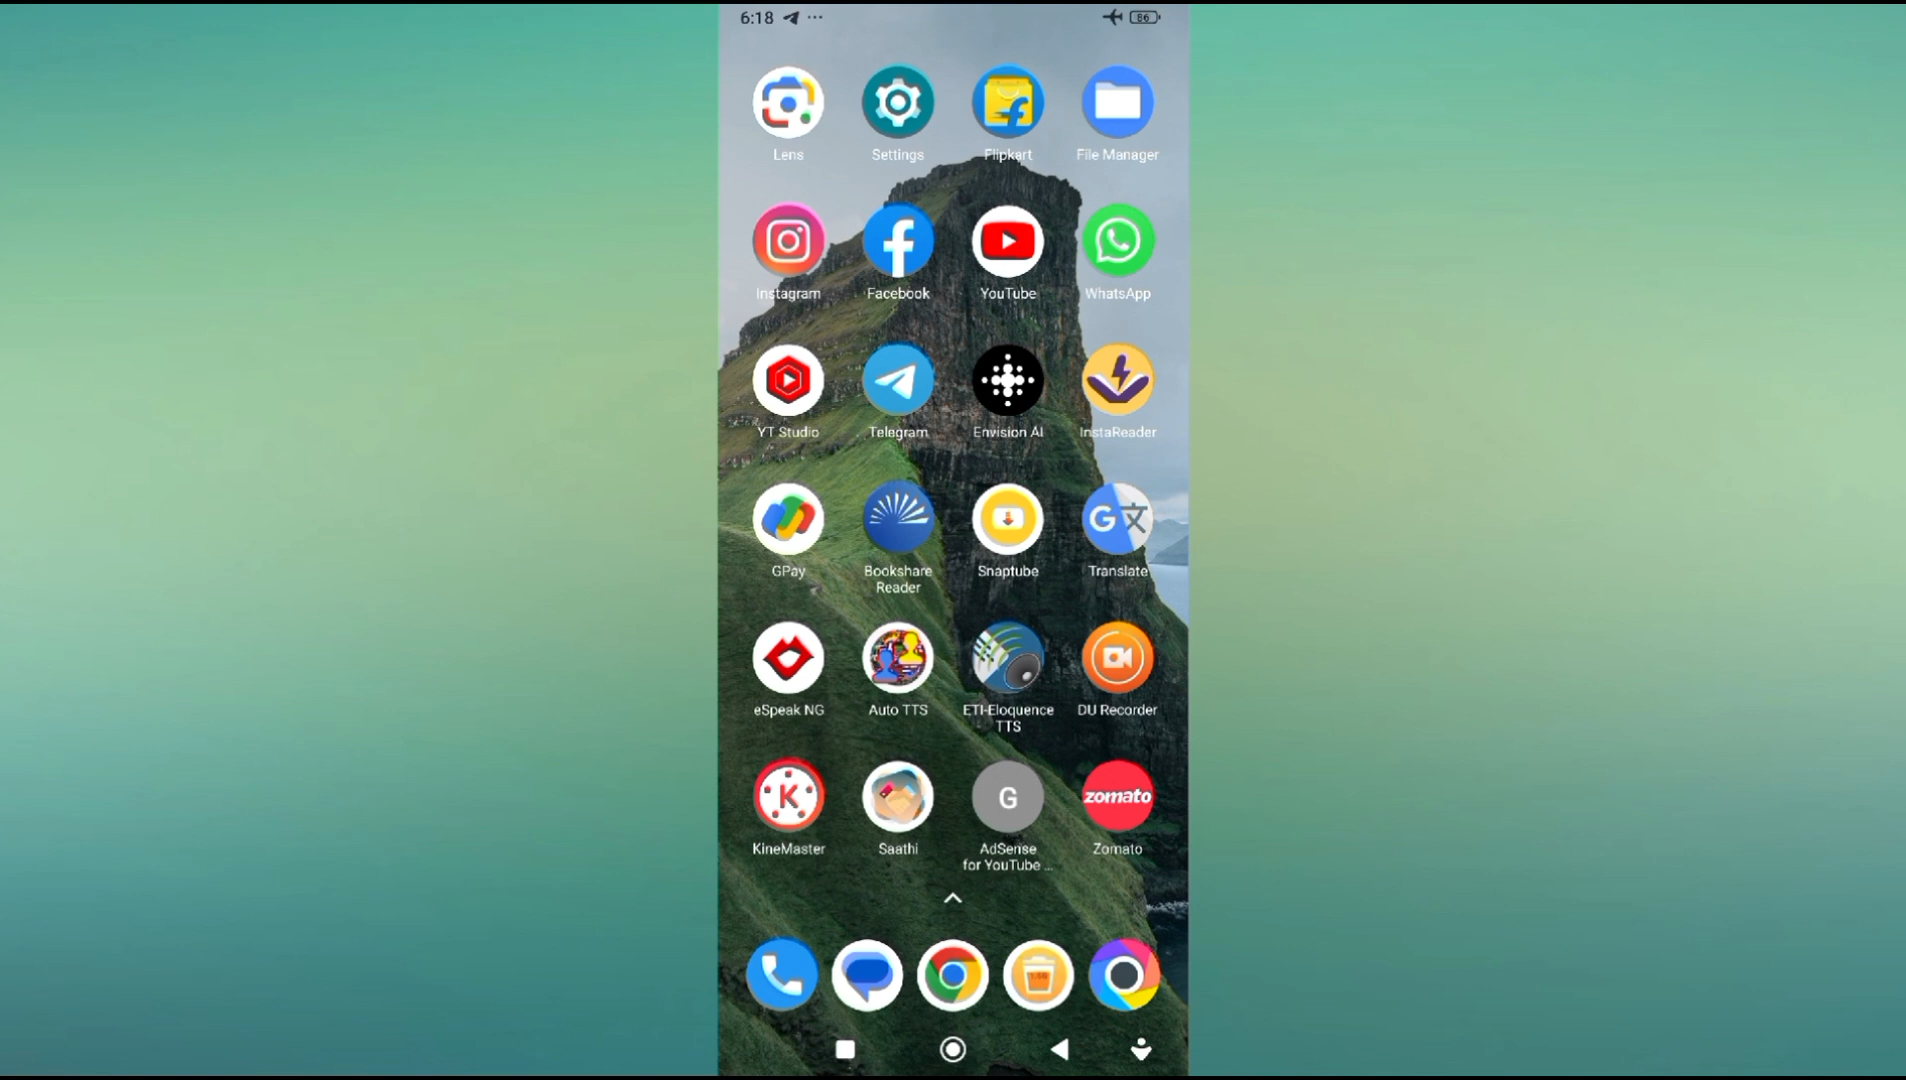 6:18 ...
86
Lens Settings Flipkart File Manager
Instagram Facebook YouTube WhatsApp
YT Studio Telegram Envision AI InstaReader
G 文
GPay Bookshare Reader Snaptube Translate
eSpeak NG Auto TTS ETI-Eloquence TTS DU Recorder
K G zomato
KineMaster Saathi AdSense for YouTube ... Zomato